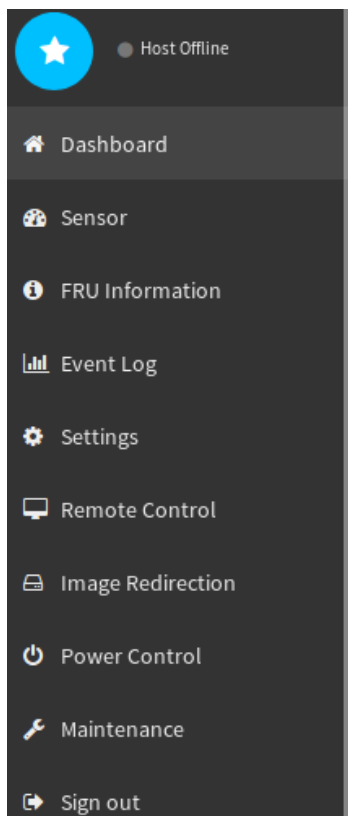 Host Offline
Dashboard
Sensor
FRU Information
Event Log
Settings
Remote Control
Image Redirection
Power Control
Maintenance
Sign out